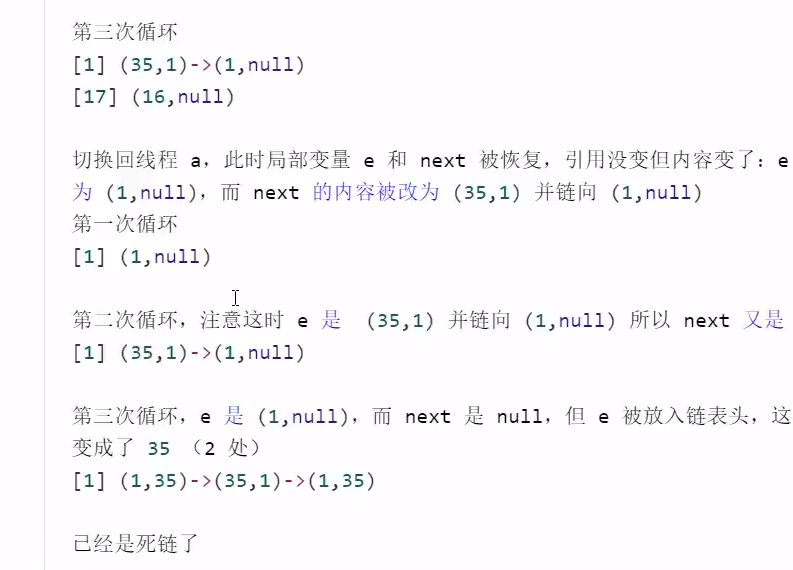 第三次循环
[1] (35,1)->(1,null)
[17] (16,null)
切换回线程 a，此时局部变量 e 和 next 被恢复，引用没变但内容变了：e
为 (1,null)，而 next 的内容被改为 (35,1) 并链向 (1,null)
第一次循环
[1] (1,null)
第二次循环，注意这时 e 是 (35,1) 并链向 (1,null) 所以 next 又是
[1] (35,1)->(1,null)
第三次循环，e 是 (1,null)，而 next 是 null，但 e 被放入链表头，这
变成了 35 （2 处）
[1] (1,35)->(35,1)->(1,35)
已经是死链了